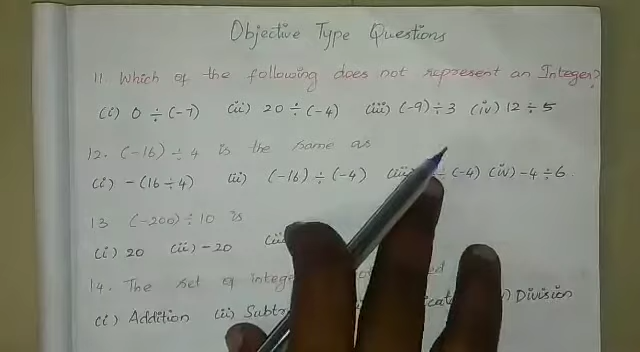 Objective Type Questions
11. Which of the following does not represent an Integer?
(i) 0 ÷ (-7) (ii) 20 ÷ (-4) (iii) (-9) ÷ 3 (iv) 12 ÷ 5
12. (-16) ÷ 4 is the same as
(i) -(16 ÷ 4) (ii) (-16) ÷ (-4) (iii) ÷ (-4) (iv) -4 ÷ 6.
13 (-200) ÷ 10 is
(i) 20 (ii) -20
14. The set of
(i) Addition (ii) Division